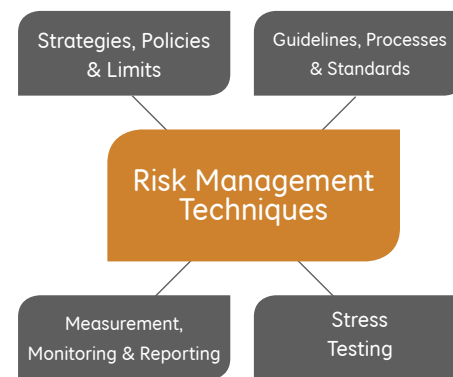 Strategies, Policies
& Limits
Guidelines, Processes
& Standards
Risk Management
Techniques
Measurement,
Monitoring & Reporting
Stress
Testing